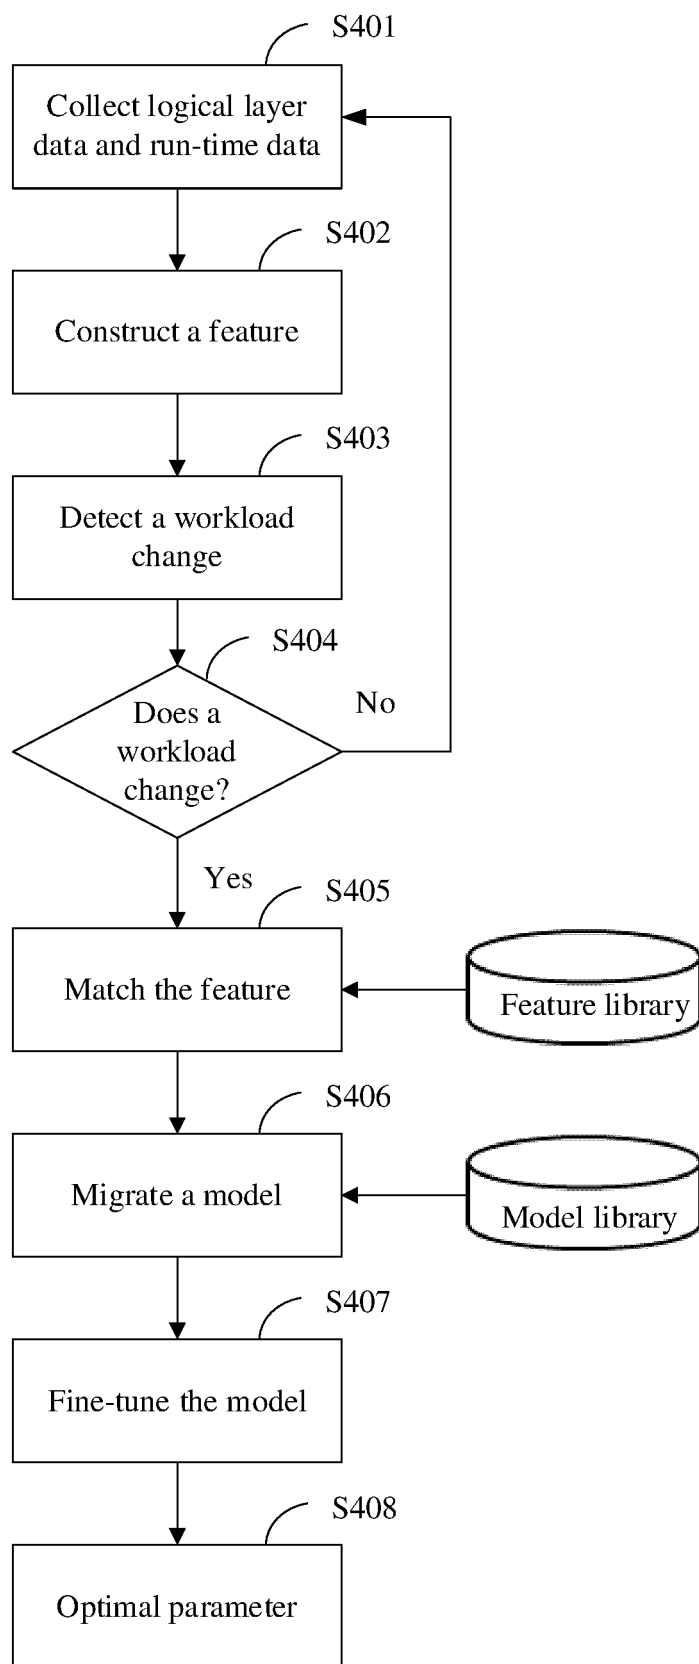 S401
Collect logical layer
data and run-time data
S402
Construct a feature
S403
Detect a workload
change
S404
Does a
workload
change?
No
Yes
S405
Match the feature
Feature library
S406
Migrate a model
Model library
S407
Fine-tune the model
S408
Optimal parameter